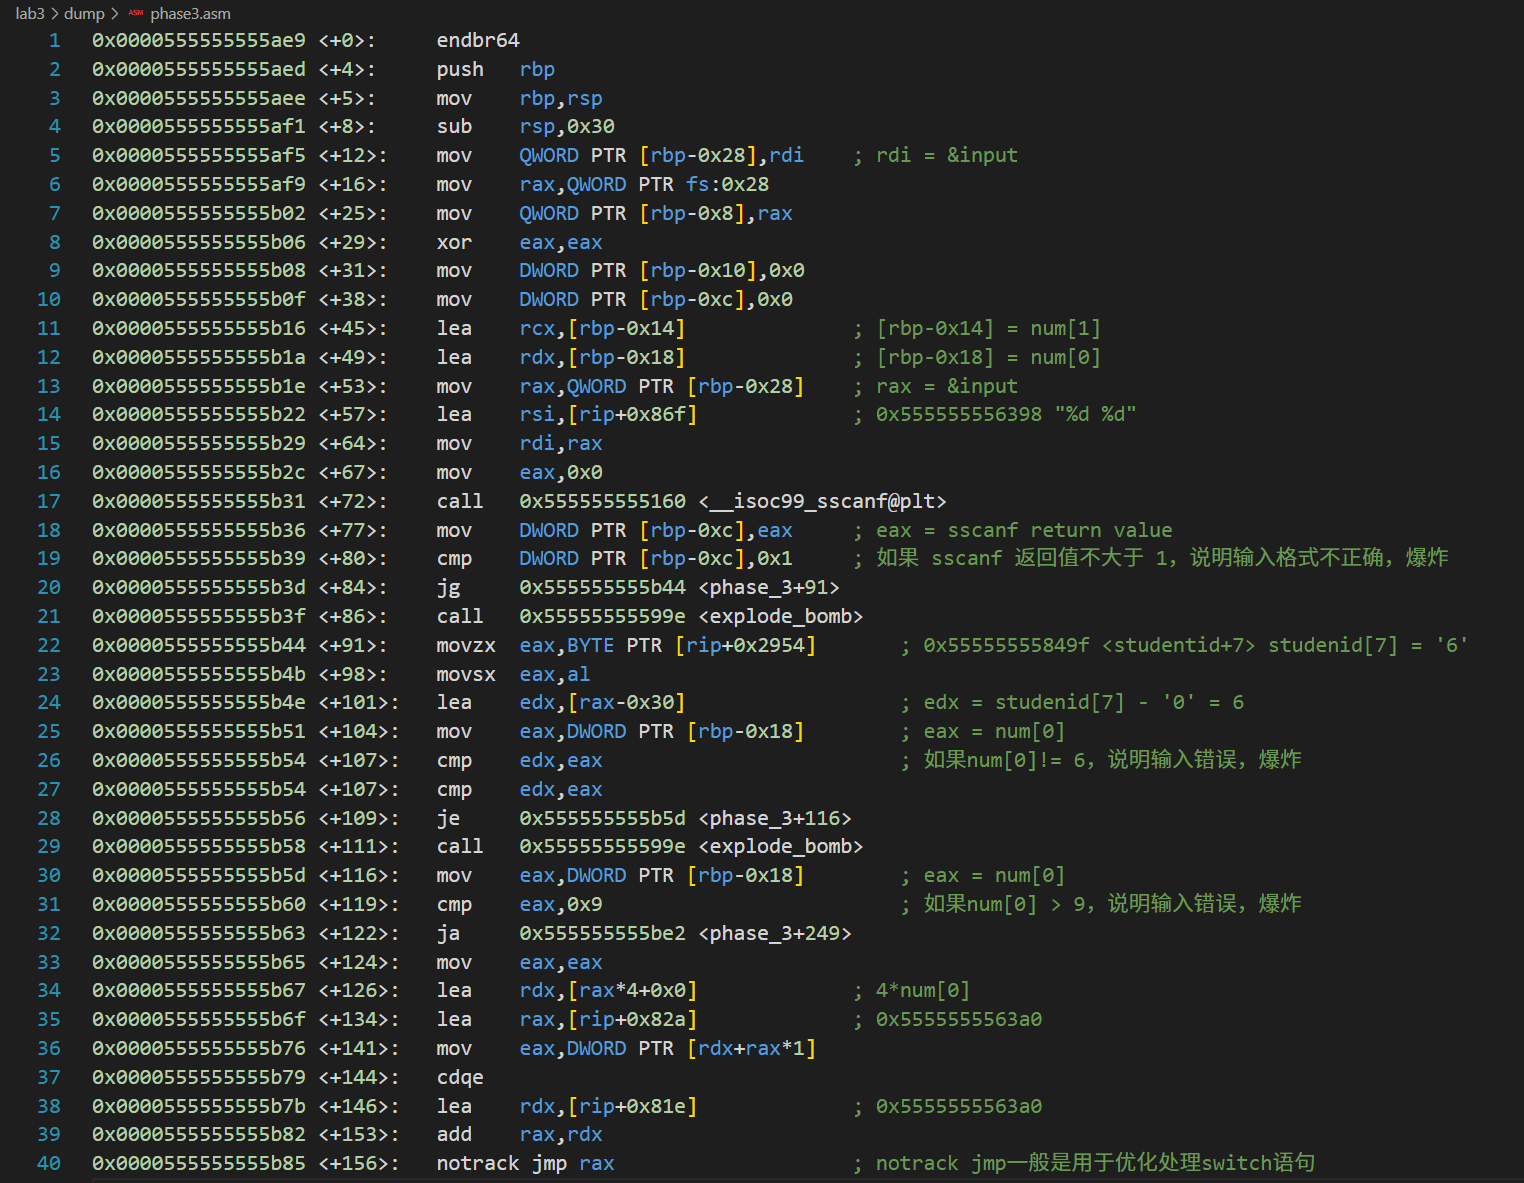 lab3 > dump > ASM phase3.asm
1 0x0000555555555ae9 <+0>: endbr64
2 0x0000555555555aed <+4>: push rbp
3 0x0000555555555aee <+5>: mov rbp,rsp
4 0x0000555555555af1 <+8>: sub rsp,0x30
5 0x0000555555555af5 <+12>: mov QWORD PTR [rbp-0x28],rdi ; rdi = &input
6 0x0000555555555af9 <+16>: mov rax,QWORD PTR fs:0x28
7 0x0000555555555b02 <+25>: mov QWORD PTR [rbp-0x8],rax
8 0x0000555555555b06 <+29>: xor eax,eax
9 0x0000555555555b08 <+31>: mov DWORD PTR [rbp-0x10],0x0
10 0x0000555555555b0f <+38>: mov DWORD PTR [rbp-0xc],0x0
11 0x0000555555555b16 <+45>: lea rcx,[rbp-0x14] ; [rbp-0x14] = num[1]
12 0x0000555555555b1a <+49>: lea rdx,[rbp-0x18] ; [rbp-0x18] = num[0]
13 0x0000555555555b1e <+53>: mov rax,QWORD PTR [rbp-0x28] ; rax = &input
14 0x0000555555555b22 <+57>: lea rsi,[rip+0x86f] ; 0x555555556398 "%d %d"
15 0x0000555555555b29 <+64>: mov rdi,rax
16 0x0000555555555b2c <+67>: mov eax,0x0
17 0x0000555555555b31 <+72>: call 0x555555555160 <__isoc99_sscanf@plt>
18 0x0000555555555b36 <+77>: mov DWORD PTR [rbp-0xc],eax ; eax = sscanf return value
19 0x0000555555555b39 <+80>: cmp DWORD PTR [rbp-0xc],0x1 ; 如果 sscanf 返回值不大于 1，说明输入格式不正确，爆炸
20 0x0000555555555b3d <+84>: jg 0x555555555b44 <phase_3+91>
21 0x0000555555555b3f <+86>: call 0x55555555599e <explode_bomb>
22 0x0000555555555b44 <+91>: movzx eax,BYTE PTR [rip+0x2954] ; 0x55555555849f <studentid+7> studenid[7] = '6'
23 0x0000555555555b4b <+98>: movsx eax,al
24 0x0000555555555b4e <+101>: lea edx,[rax-0x30] ; edx = studenid[7] - '0' = 6
25 0x0000555555555b51 <+104>: mov eax,DWORD PTR [rbp-0x18] ; eax = num[0]
26 0x0000555555555b54 <+107>: cmp edx,eax ; 如果num[0]!= 6，说明输入错误，爆炸
27 0x0000555555555b54 <+107>: cmp edx,eax
28 0x0000555555555b56 <+109>: je 0x555555555b5d <phase_3+116>
29 0x0000555555555b58 <+111>: call 0x55555555599e <explode_bomb>
30 0x0000555555555b5d <+116>: mov eax,DWORD PTR [rbp-0x18] ; eax = num[0]
31 0x0000555555555b60 <+119>: cmp eax,0x9 ; 如果num[0] > 9，说明输入错误，爆炸
32 0x0000555555555b63 <+122>: ja 0x555555555be2 <phase_3+249>
33 0x0000555555555b65 <+124>: mov eax,eax
34 0x0000555555555b67 <+126>: lea rdx,[rax*4+0x0] ; 4*num[0]
35 0x0000555555555b6f <+134>: lea rax,[rip+0x82a] ; 0x5555555563a0
36 0x0000555555555b76 <+141>: mov eax,DWORD PTR [rdx+rax*1]
37 0x0000555555555b79 <+144>: cdqe
38 0x0000555555555b7b <+146>: lea rdx,[rip+0x81e] ; 0x5555555563a0
39 0x0000555555555b82 <+153>: add rax,rdx
40 0x0000555555555b85 <+156>: notrack jmp rax ; notrack jmp一般是用于优化处理switch语句